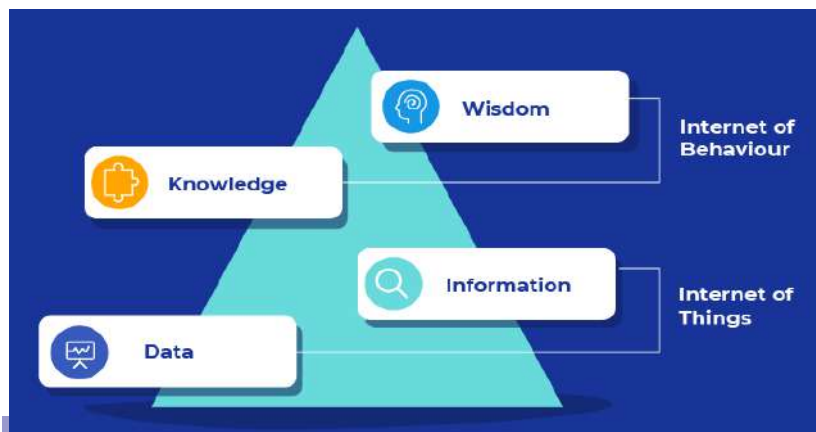 Wisdom
Internet of
Behaviour
Knowledge
Information
Internet of
Things
Data